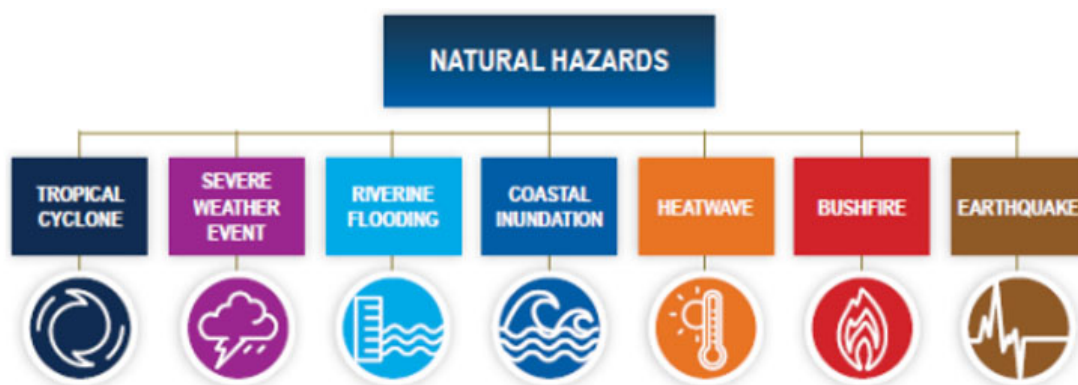 NATURAL HAZARDS
TROPICAL
CYCLONE
SEVERE
WEATHER
EVENT
RIVERINE
FLOODING
COASTAL
INUNDATION
HEATWAVE
BUSHFIRE
EARTHQUAKE